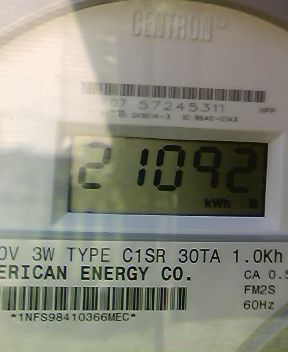 CENTRON
07 57245311
21092
kWh
0V 3W TYPE C1SR 30TA 1.0Kh
ERICAN ENERGY CO.
CA 0.5
FM2S
60Hz
*1NFS98410366MEC*